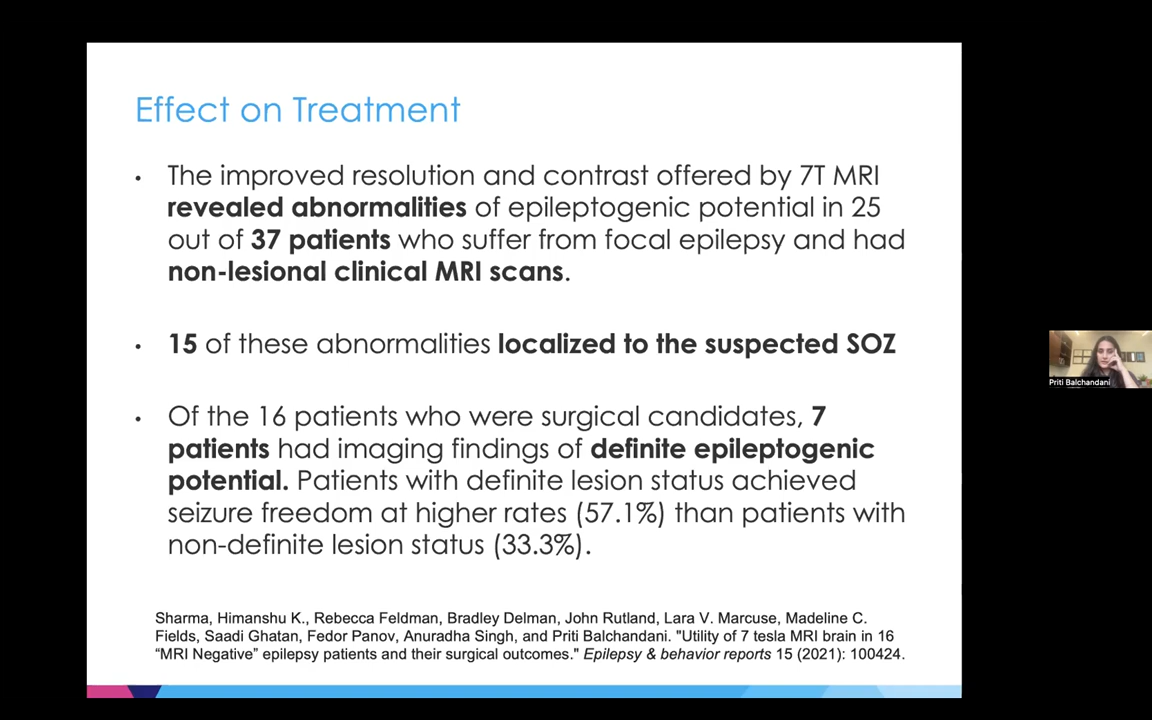 Effect on Treatment
• The improved resolution and contrast offered by 7T MRI
revealed abnormalities of epileptogenic potential in 25
out of 37 patients who suffer from focal epilepsy and had
non-lesional clinical MRI scans.
• 15 of these abnormalities localized to the suspected SOZ
• Of the 16 patients who were surgical candidates, 7
patients had imaging findings of definite epileptogenic
potential. Patients with definite lesion status achieved
seizure freedom at higher rates (57.1%) than patients with
non-definite lesion status (33.3%).
Sharma, Himanshu K., Rebecca Feldman, Bradley Delman, John Rutland, Lara V. Marcuse, Madeline C.
Fields, Saadi Ghatan, Fedor Panov, Anuradha Singh, and Priti Balchandani. "Utility of 7 tesla MRI brain in 16
“MRI Negative” epilepsy patients and their surgical outcomes." Epilepsy & behavior reports 15 (2021): 100424.
Priti Balchandani